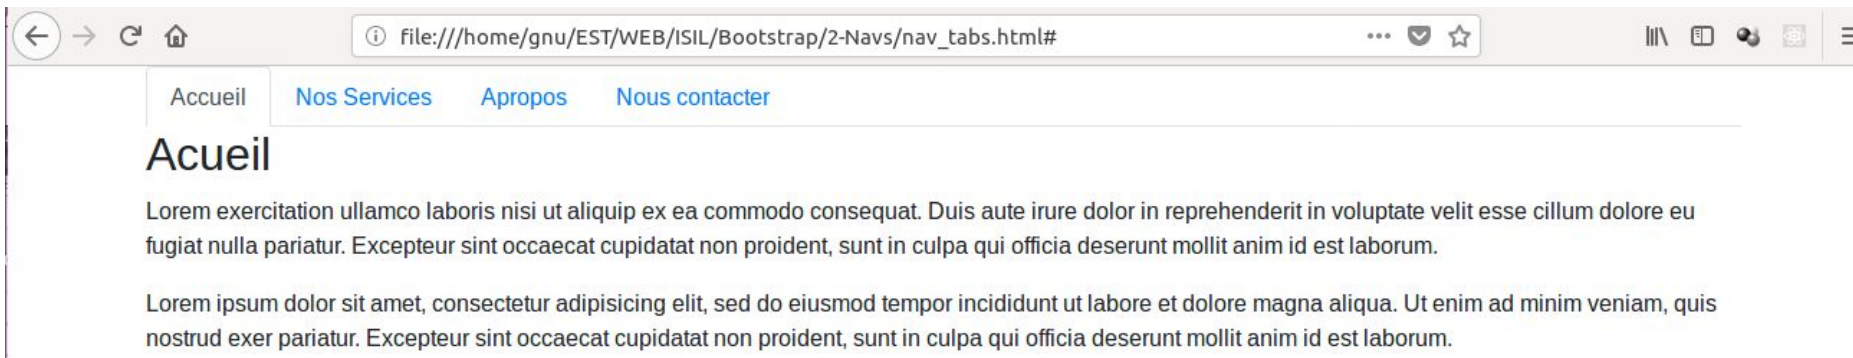 file:///home/gnu/EST/WEB/ISIL/Bootstrap/2-Navs/nav_tabs.html#
Accueil Nos Services Apropos Nous contacter
Acueil
Lorem exercitation ullamco laboris nisi ut aliquip ex ea commodo consequat. Duis aute irure dolor in reprehenderit in voluptate velit esse cillum dolore eu
fugiat nulla pariatur. Excepteur sint occaecat cupidatat non proident, sunt in culpa qui officia deserunt mollit anim id est laborum.
Lorem ipsum dolor sit amet, consectetur adipisicing elit, sed do eiusmod tempor incididunt ut labore et dolore magna aliqua. Ut enim ad minim veniam, quis
nostrud exer pariatur. Excepteur sint occaecat cupidatat non proident, sunt in culpa qui officia deserunt mollit anim id est laborum.